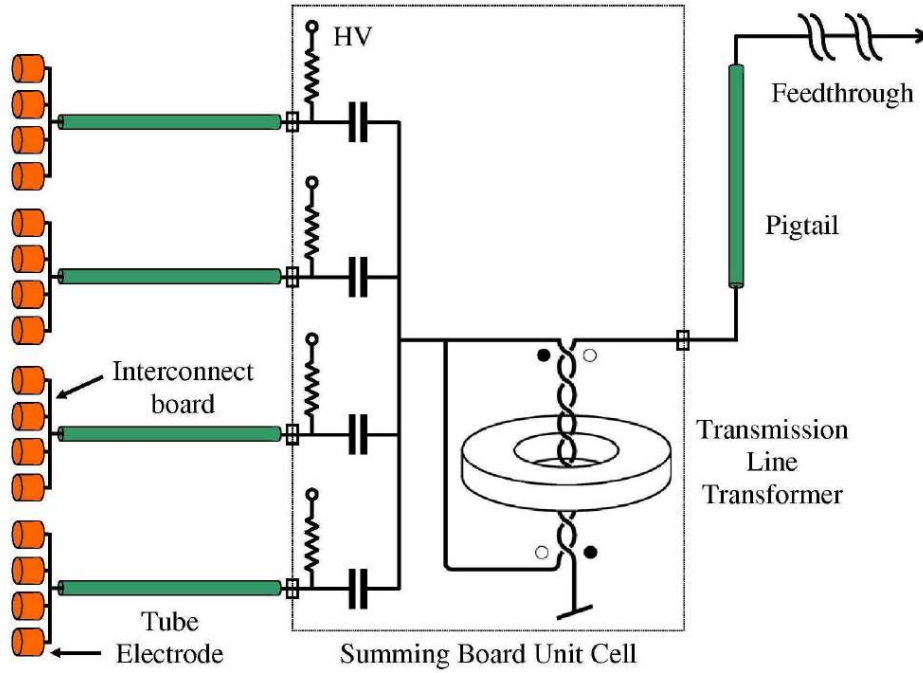 HV
Feedthrough
Pigtail
Interconnect
board
Transmission
Line
Transformer
Tube
Electrode
Summing Board Unit Cell